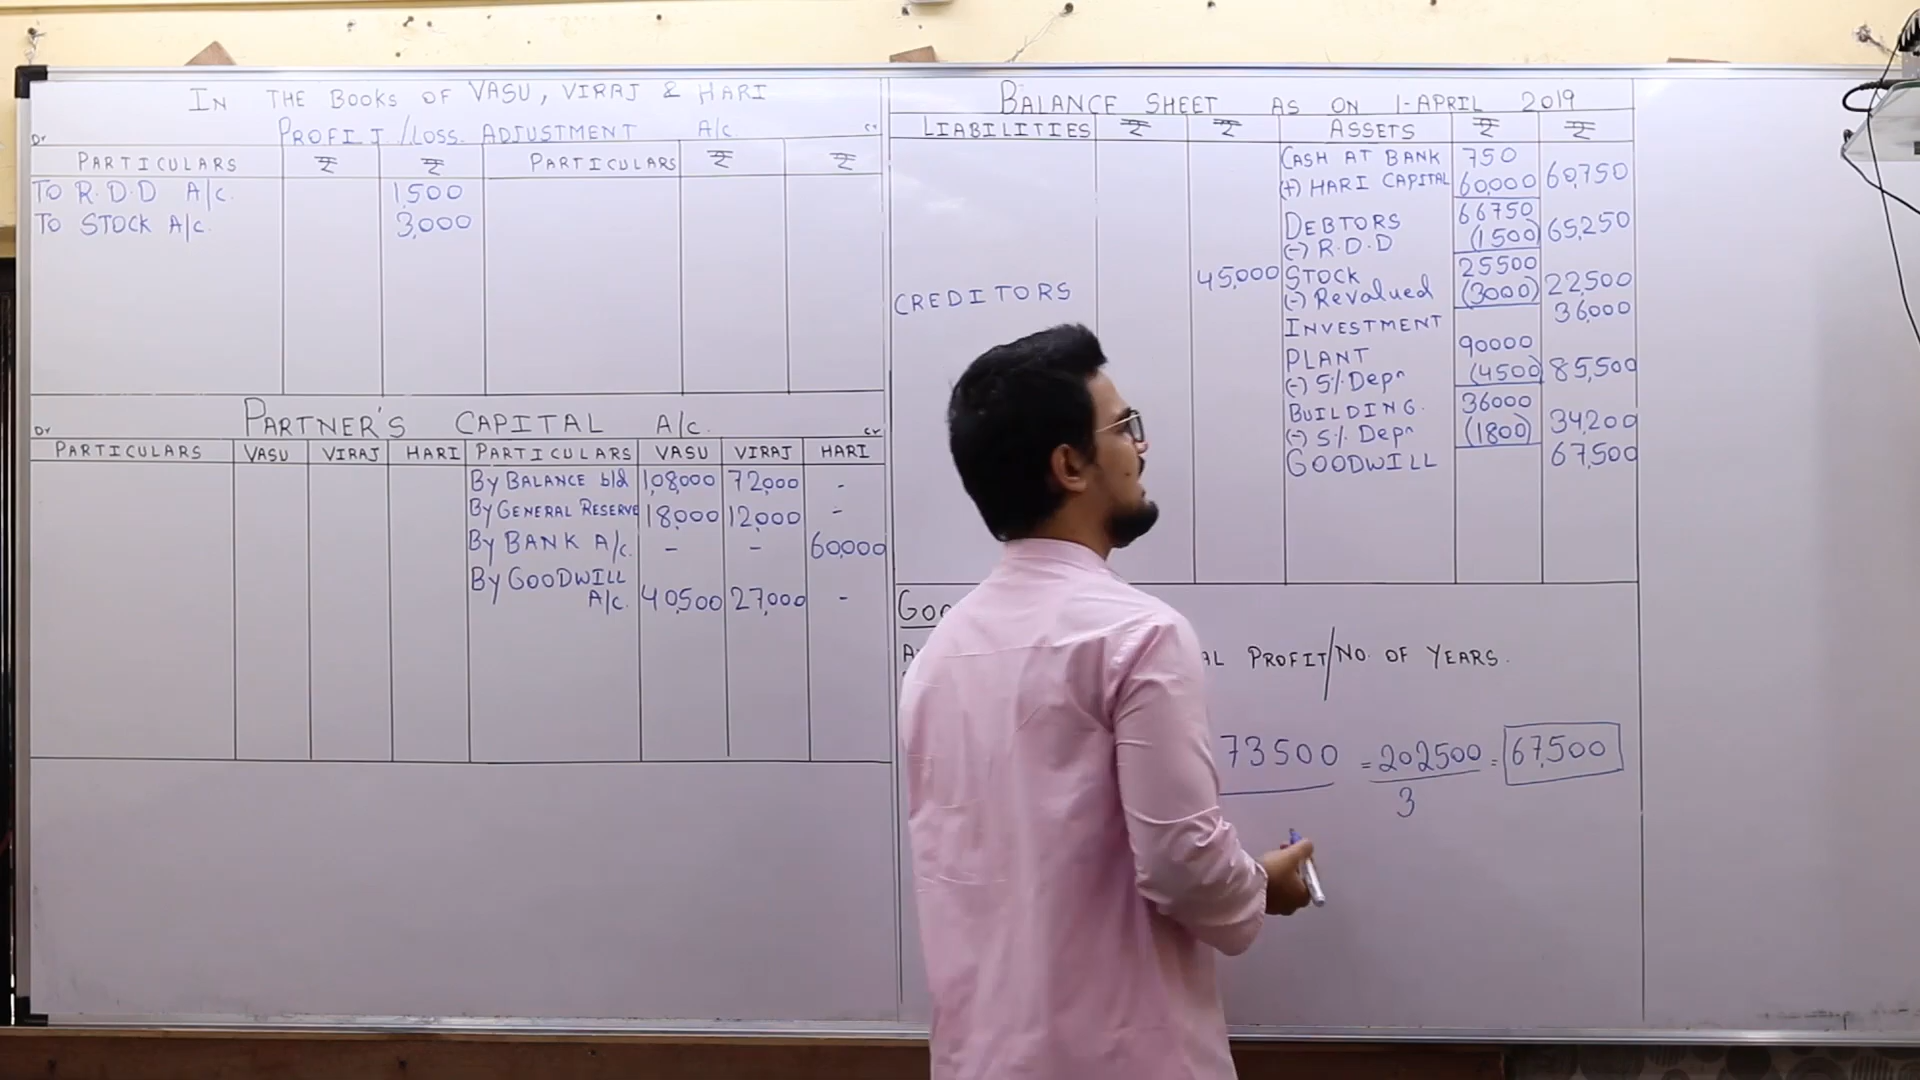 IN THE BOOKS OF VASU, VIRAJ & HARI
PROFIT/LOSS ADJUSTMENT A/c.
Dr Cr
PARTICULARS ₹ ₹ PARTICULARS ₹ ₹
TO R.D.D A/c. 1,500
TO STOCK A/c. 3,000
PARTNER'S CAPITAL A/c.
Dr Cr
PARTICULARS VASU VIRAJ HARI PARTICULARS VASU VIRAJ HARI
By BALANCE b/d 1,08,000 72,000 -
By GENERAL RESERVE 18,000 12,000 -
By BANK A/c. - - 60,000
By GOODWILL
A/c. 40,500 27,000 -
BALANCE SHEET AS ON 1-APRIL 2019
LIABILITIES ₹ ₹ ASSETS ₹ ₹
CASH AT BANK 750
(+) HARI CAPITAL 60,000 60,750
DEBTORS 66750
(-) R.D.D (1500) 65,250
CREDITORS 45,000 STOCK 25500
(-) Revalued (3000) 22,500
INVESTMENT 36,000
PLANT 90000
(-) 5% Depn (4500) 85,500
BUILDING. 36000
(-) 5% Depn (1800) 34,200
GOODWILL 67,500
PROFIT/NO. OF YEARS.
73500 = 202500 = 67,500
3